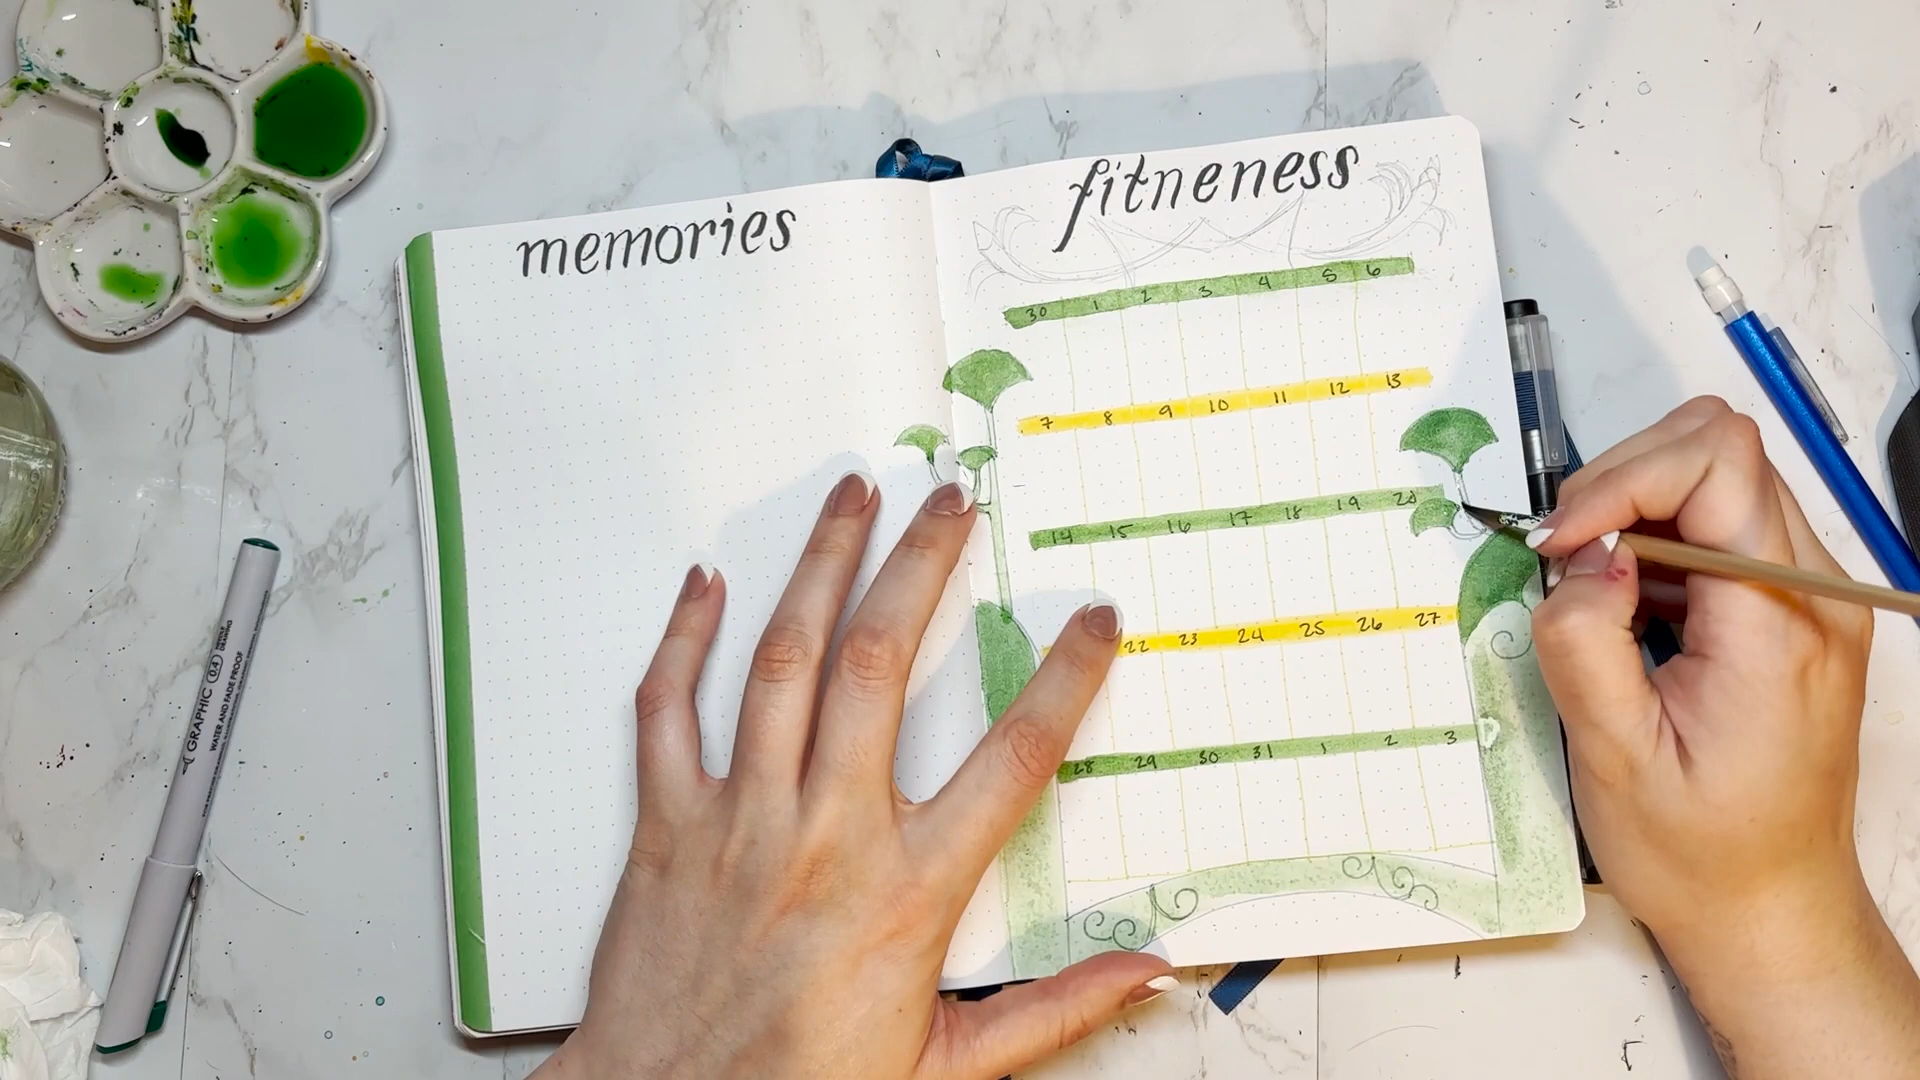 memories
fitneness
30 1 2 3 4 5 6
7 8 9 10 11 12 13
14 15 16 17 18 19 20
22 23 24 25 26 27
28 29 30 31 1 2 3
GRAPHIC 0.4
WATER AND FADE PROOF